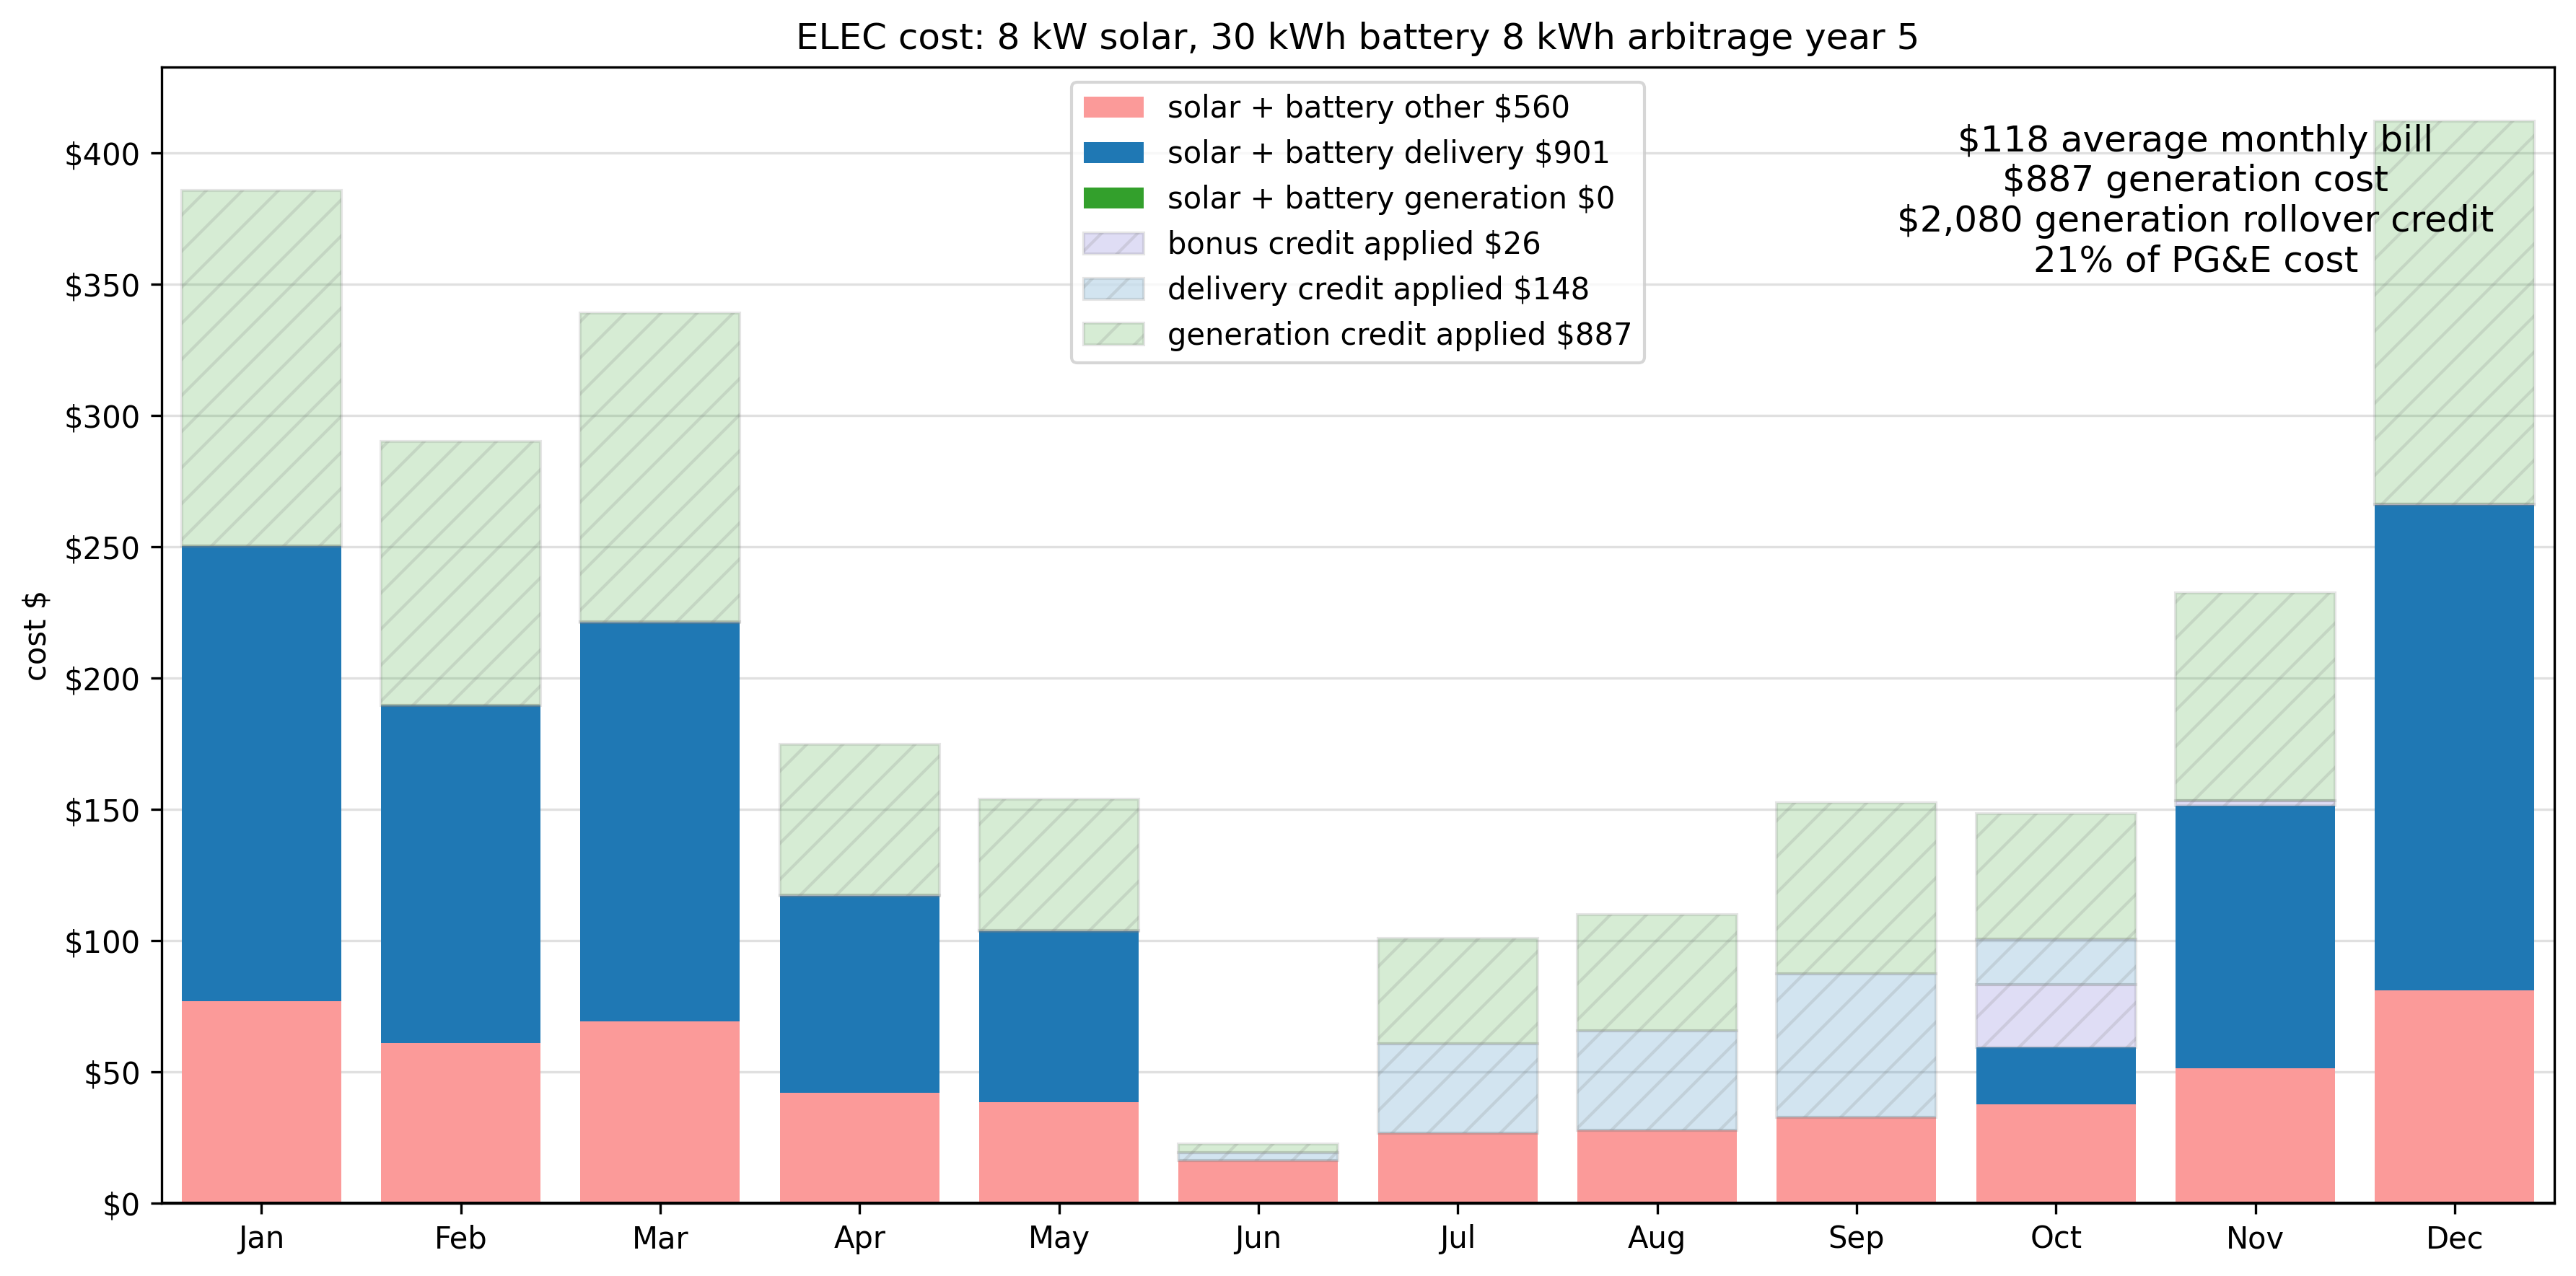 ELEC cost: 8 kW solar, 30 kWh battery 8 kWh arbitrage year 5
solar + battery other $560
solar + battery delivery $901
solar + battery generation $0
bonus credit applied $26
delivery credit applied $148
generation credit applied $887
$118 average monthly bill
$887 generation cost
$2,080 generation rollover credit
21% of PG&E cost
cost $
$400
$350
$300
$250
$200
$150
$100
$50
$0
Jan Feb Mar Apr May Jun Jul Aug Sep Oct Nov Dec